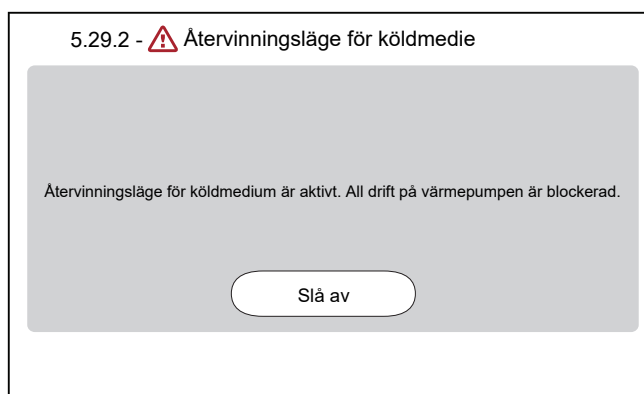 5.29.2 - Återvinningsläge för köldmedie
Återvinningsläge för köldmedium är aktivt. All drift på värmepumpen är blockerad.
Slå av